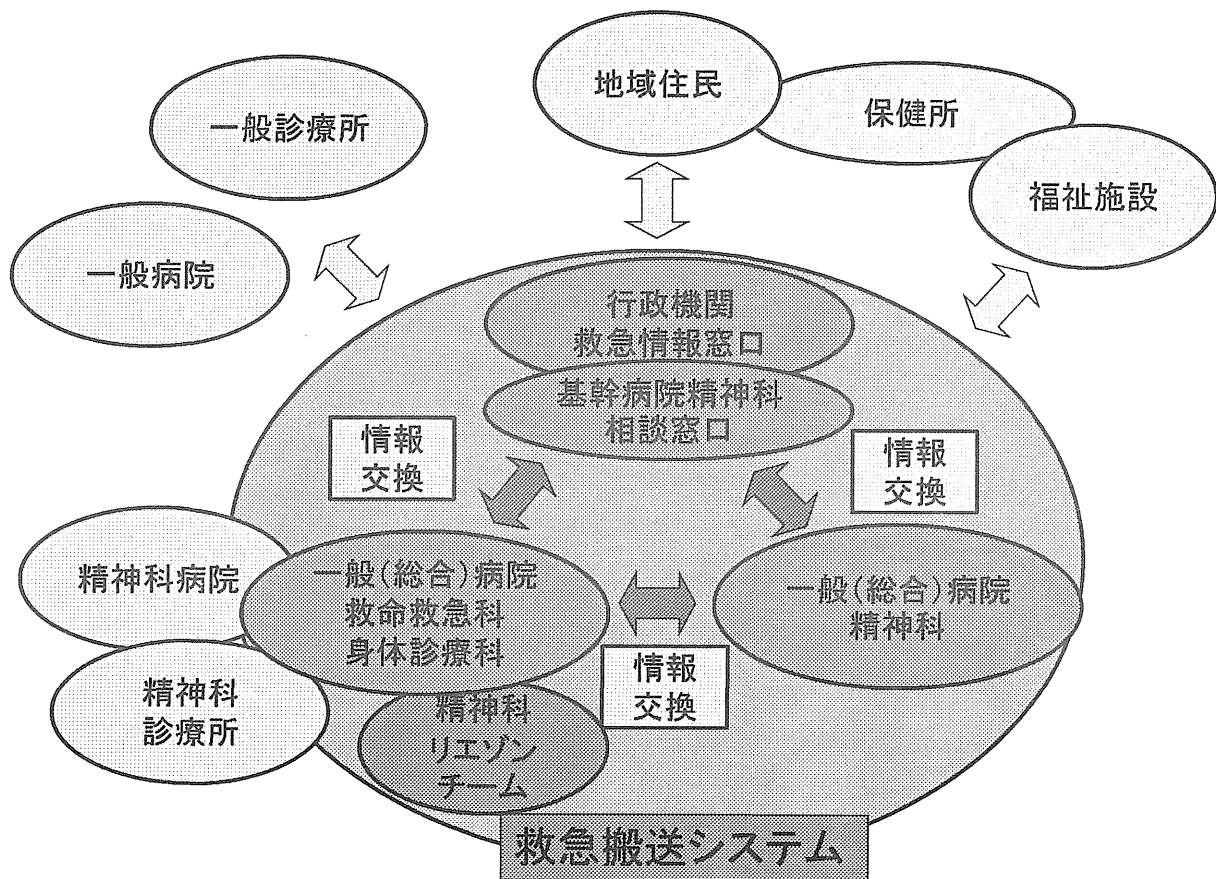 地域住民
保健所
福祉施設
一般診療所
一般病院
行政機関
救急情報窓口
基幹病院精神科
相談窓口
情報
交換
情報
交換
精神科病院
一般(総合)病院
救命救急科
身体診療科
一般(総合)病院
精神科
精神科
診療所
情報
交換
精神科
リエゾン
チーム
救急搬送システム